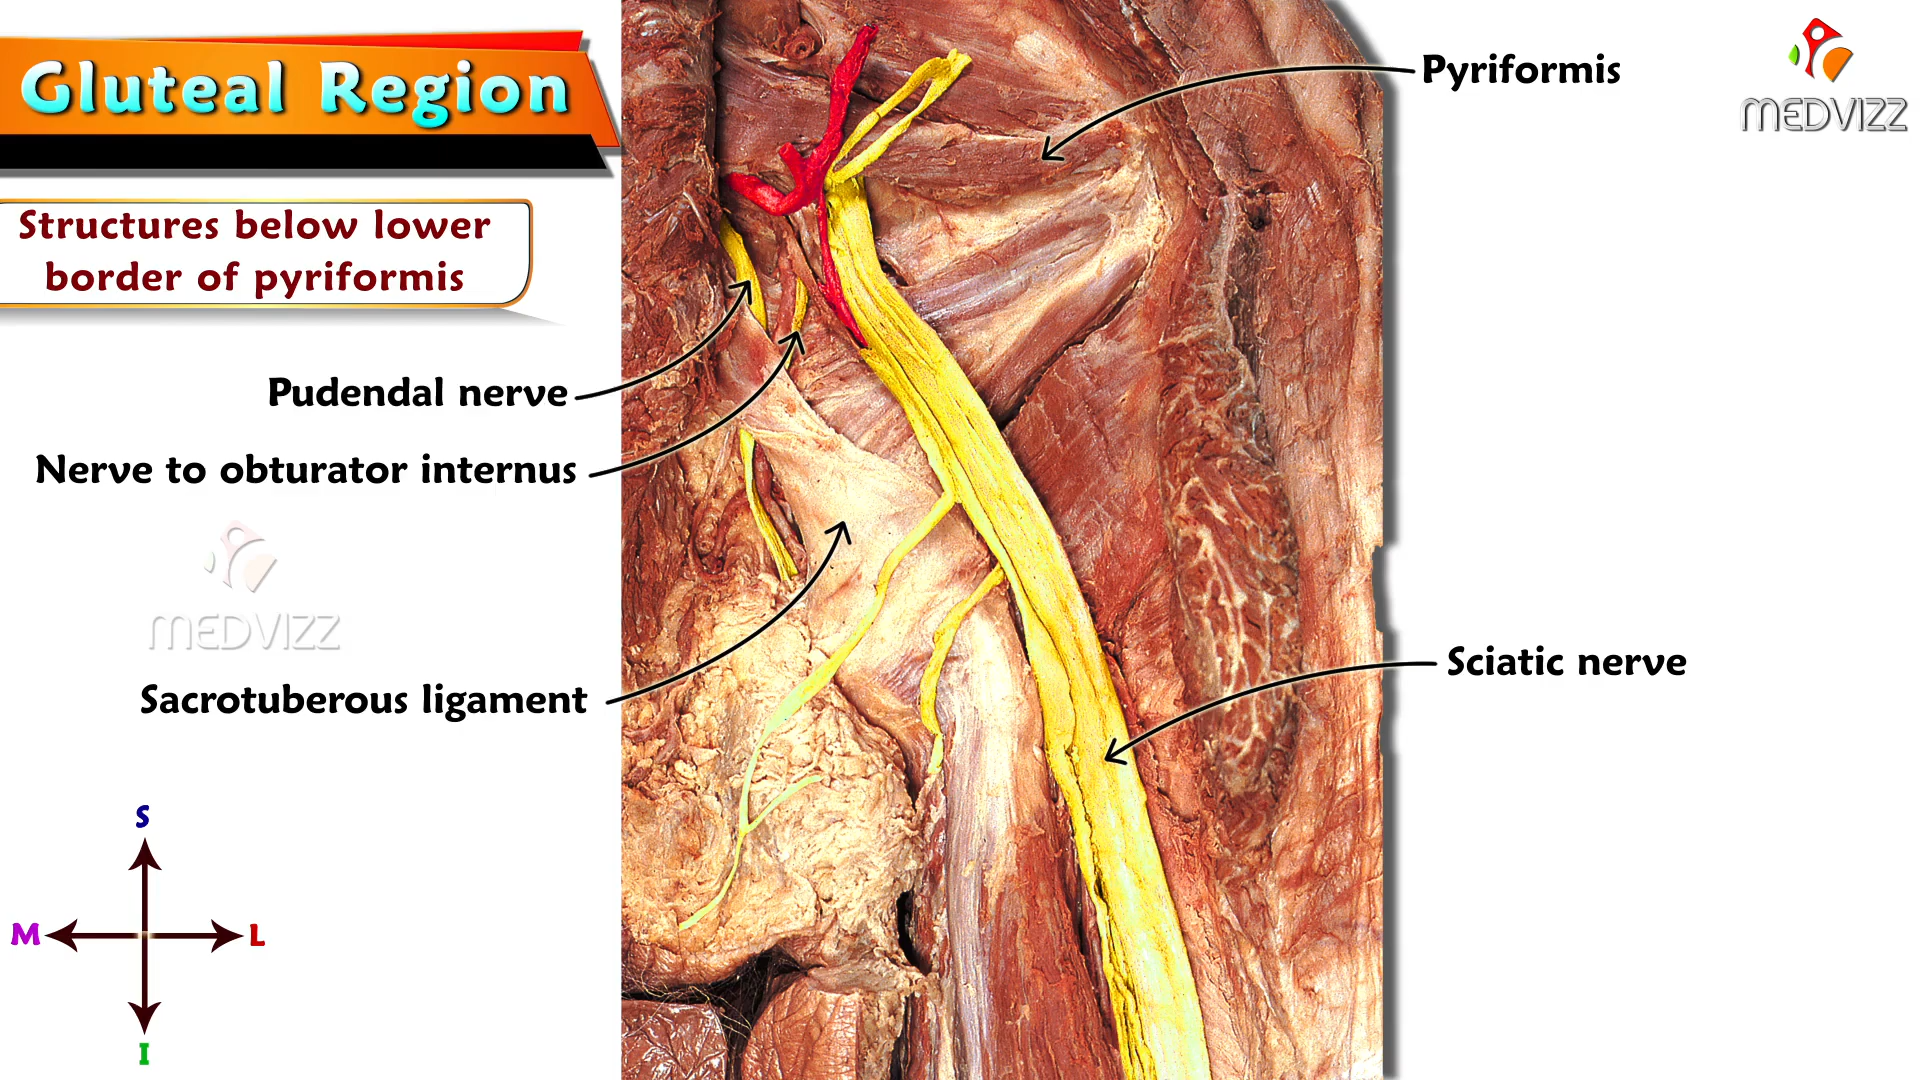 Gluteal Region
Structures below lower
border of pyriformis
Pyriformis
MEDVIZZ
Pudendal nerve
Nerve to obturator internus
MEDVIZZ
Sacrotuberous ligament
Sciatic nerve
S
M
L
I